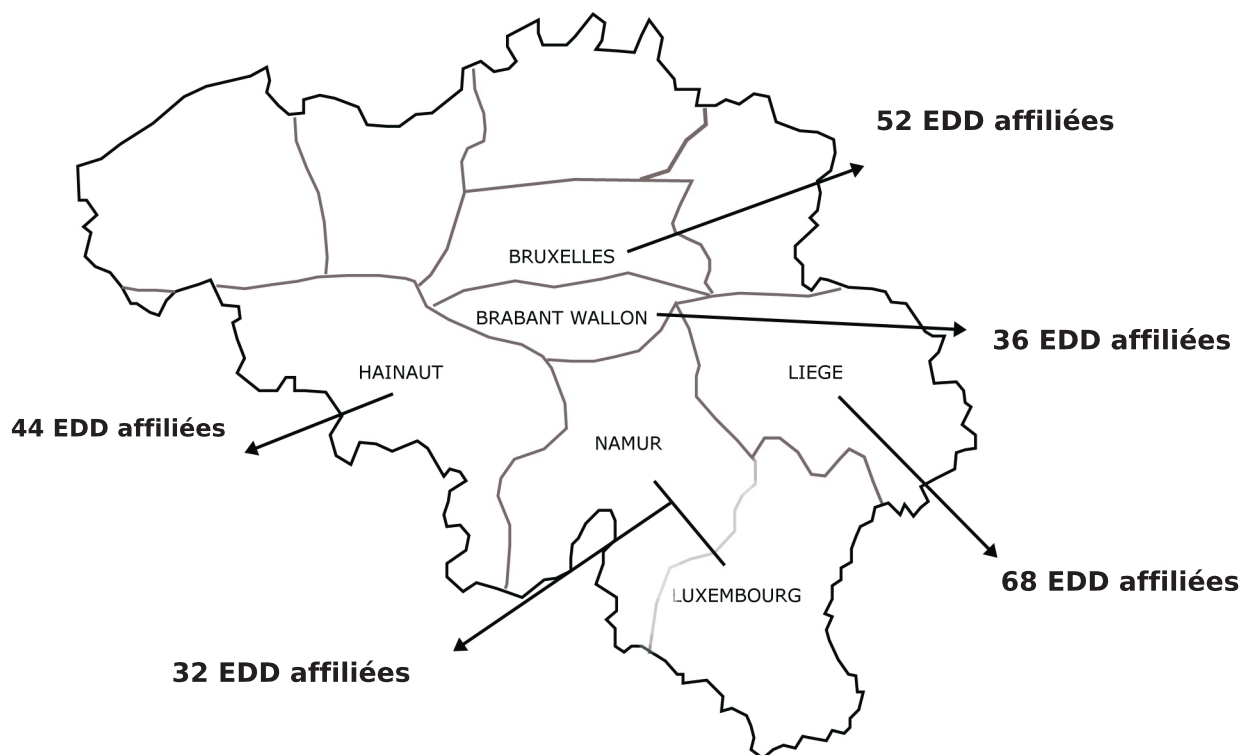 52 EDD affiliées
BRUXELLES
BRABANT WALLON
36 EDD affiliées
HAINAUT
LIEGE
44 EDD affiliées
NAMUR
68 EDD affiliées
LUXEMBOURG
32 EDD affiliées